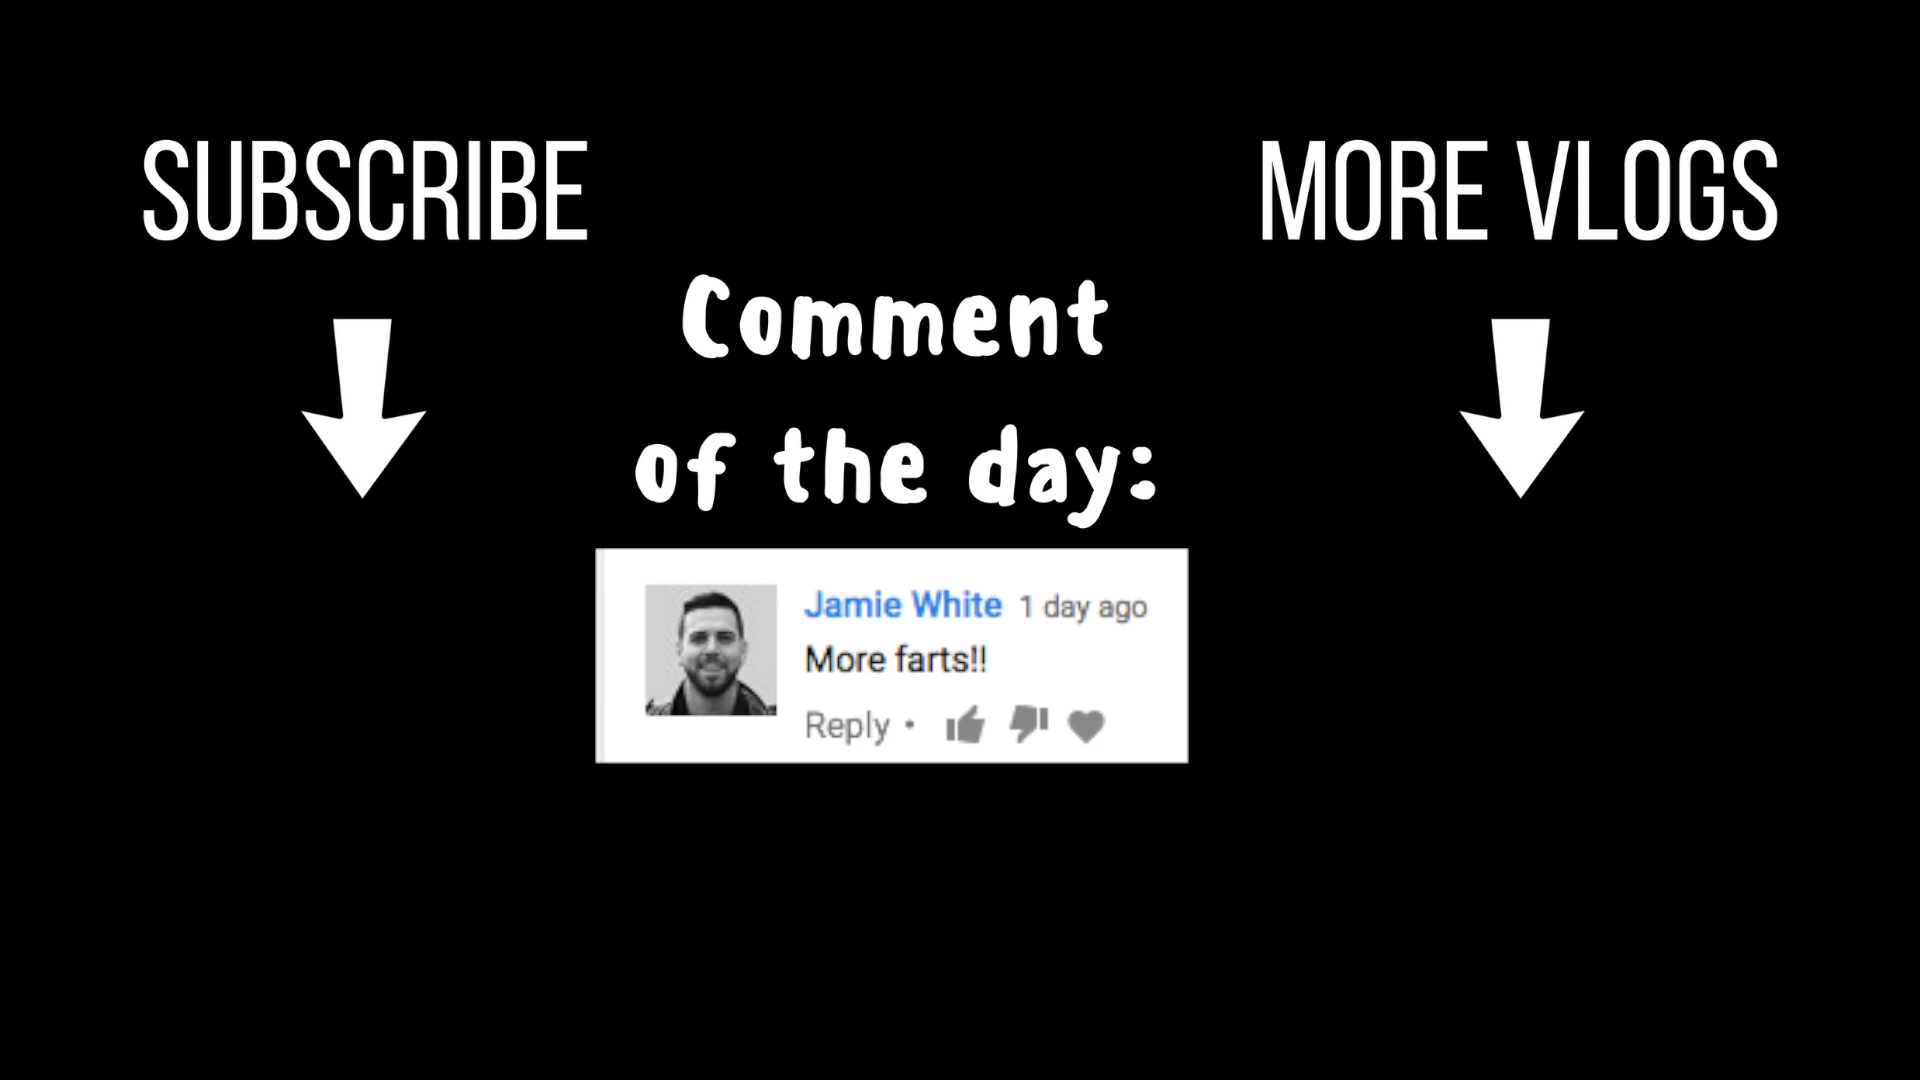 SUBSCRIBE
MORE VLOGS
Comment
of the day:
Jamie White 1 day ago
More farts!!
Reply •